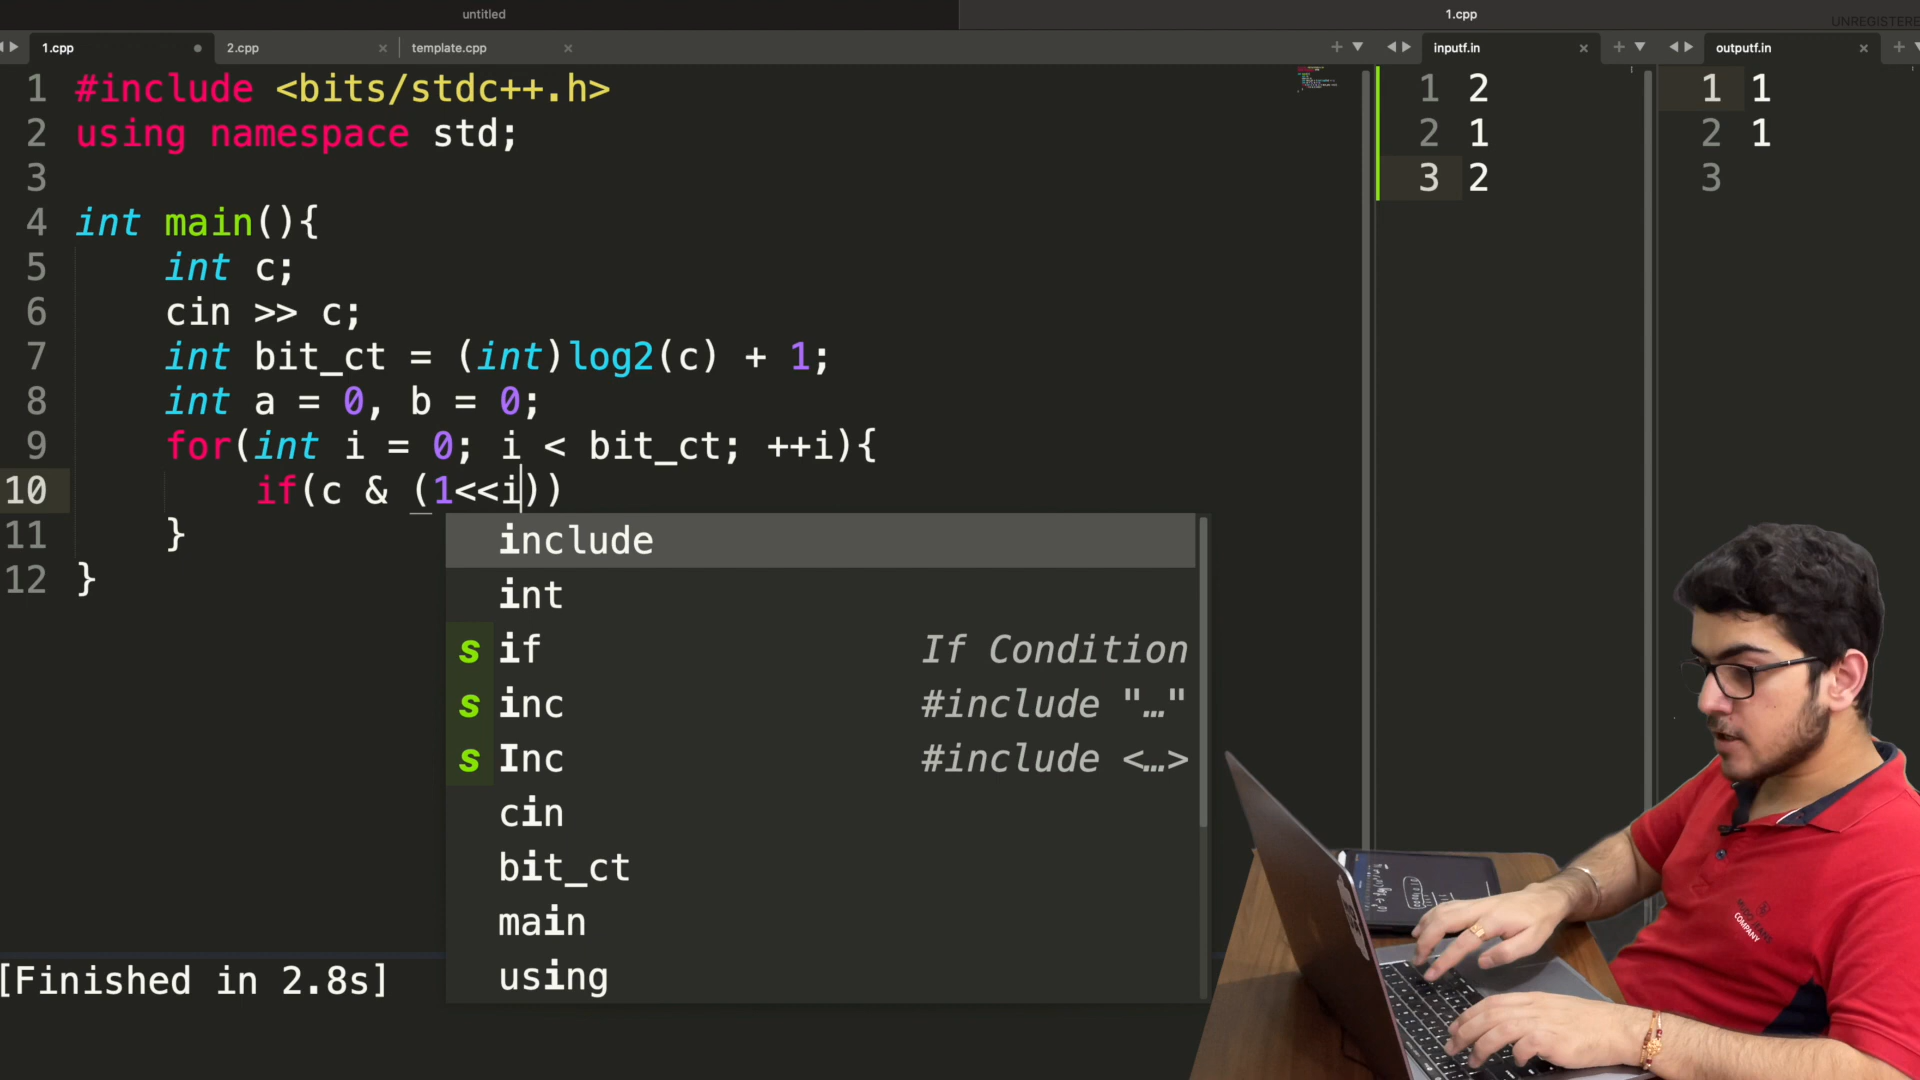 untitled
1.cpp
UNREGISTERE
1.cpp
2.cpp
template.cpp
inputf.in
outputf.in
1 #include <bits/stdc++.h>
2 using namespace std;
3
4 int main(){
5 int c;
6 cin >> c;
7 int bit_ct = (int)log2(c) + 1;
8 int a = 0, b = 0;
9 for(int i = 0; i < bit_ct; ++i){
10 if(c & (1<<i))
11 }
12 }
include
int
s if If Condition
s inc #include "…"
s Inc #include <…>
cin
bit_ct
main
using
[Finished in 2.8s]
1 2
2 1
3 2
1 1
2 1
3
COMPANY